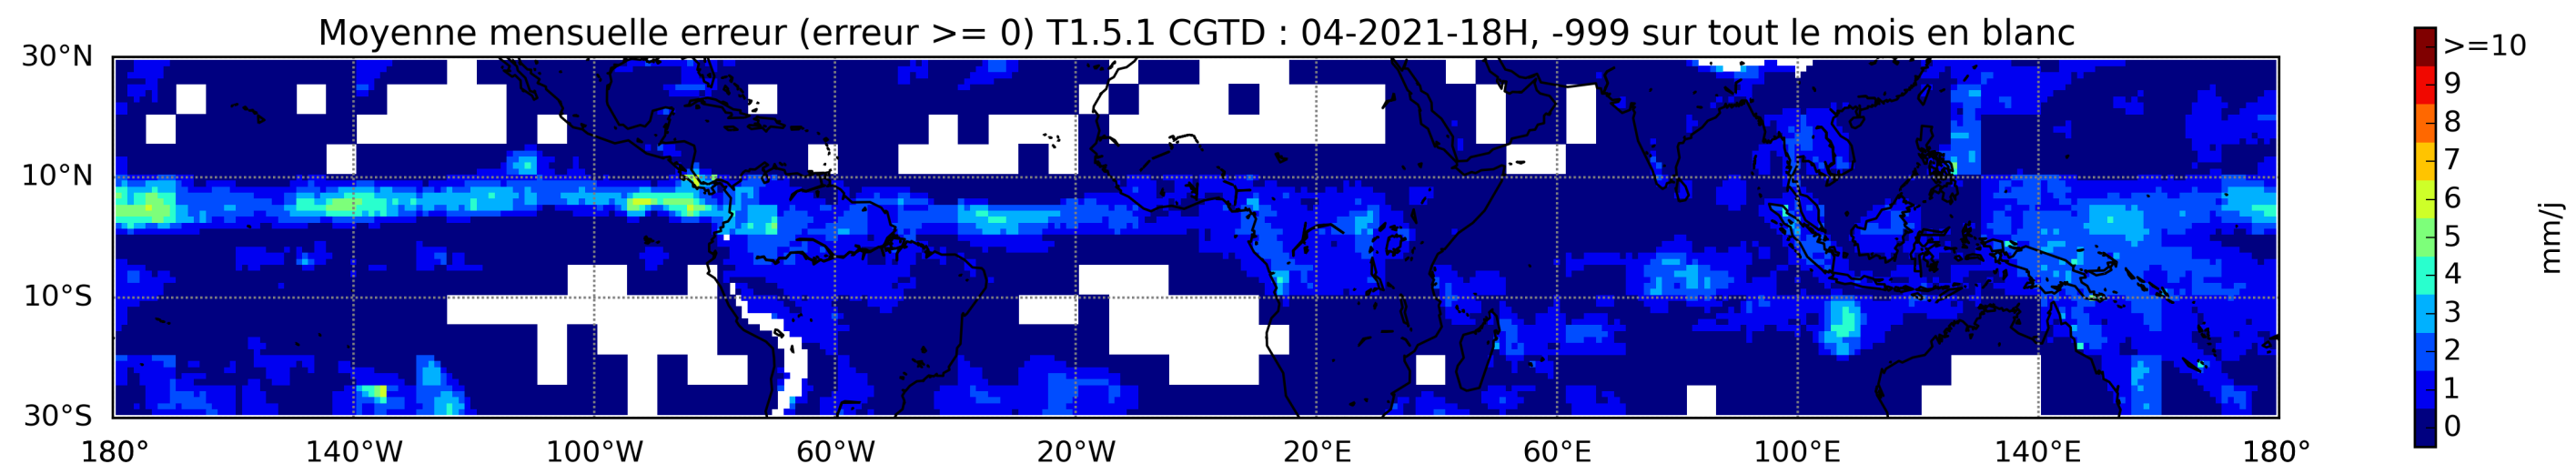 Moyenne mensuelle erreur (erreur >= 0) T1.5.1 CGTD : 04-2021-18H, -999 sur tout le mois en blanc
30°N
10°N
10°S
30°S
180° 140°W 100°W 60°W 20°W 20°E 60°E 100°E 140°E 180°
>=10
9
8
7
6
5
4
3
2
1
0
mm/j